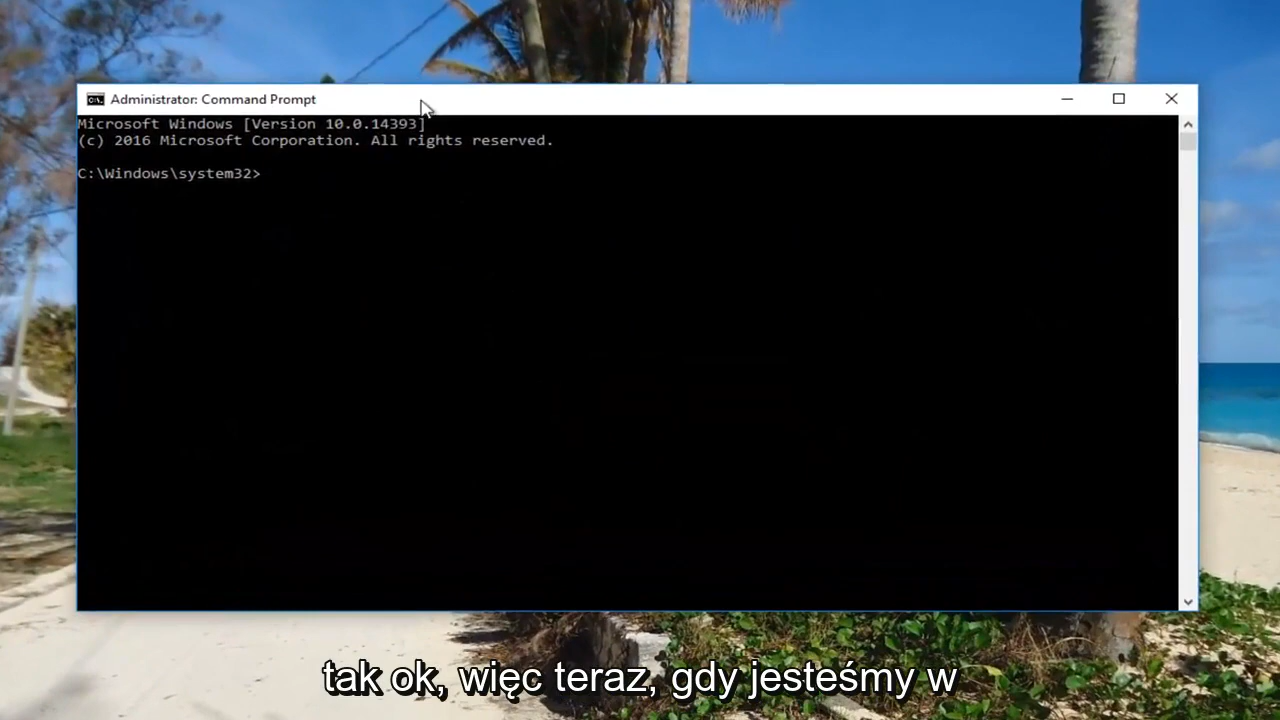 Administrator: Command Prompt
Microsoft Windows [Version 10.0.14393]
(c) 2016 Microsoft Corporation. All rights reserved.
C:\Windows\system32>
tak ok, więc teraz, gdy jesteśmy w